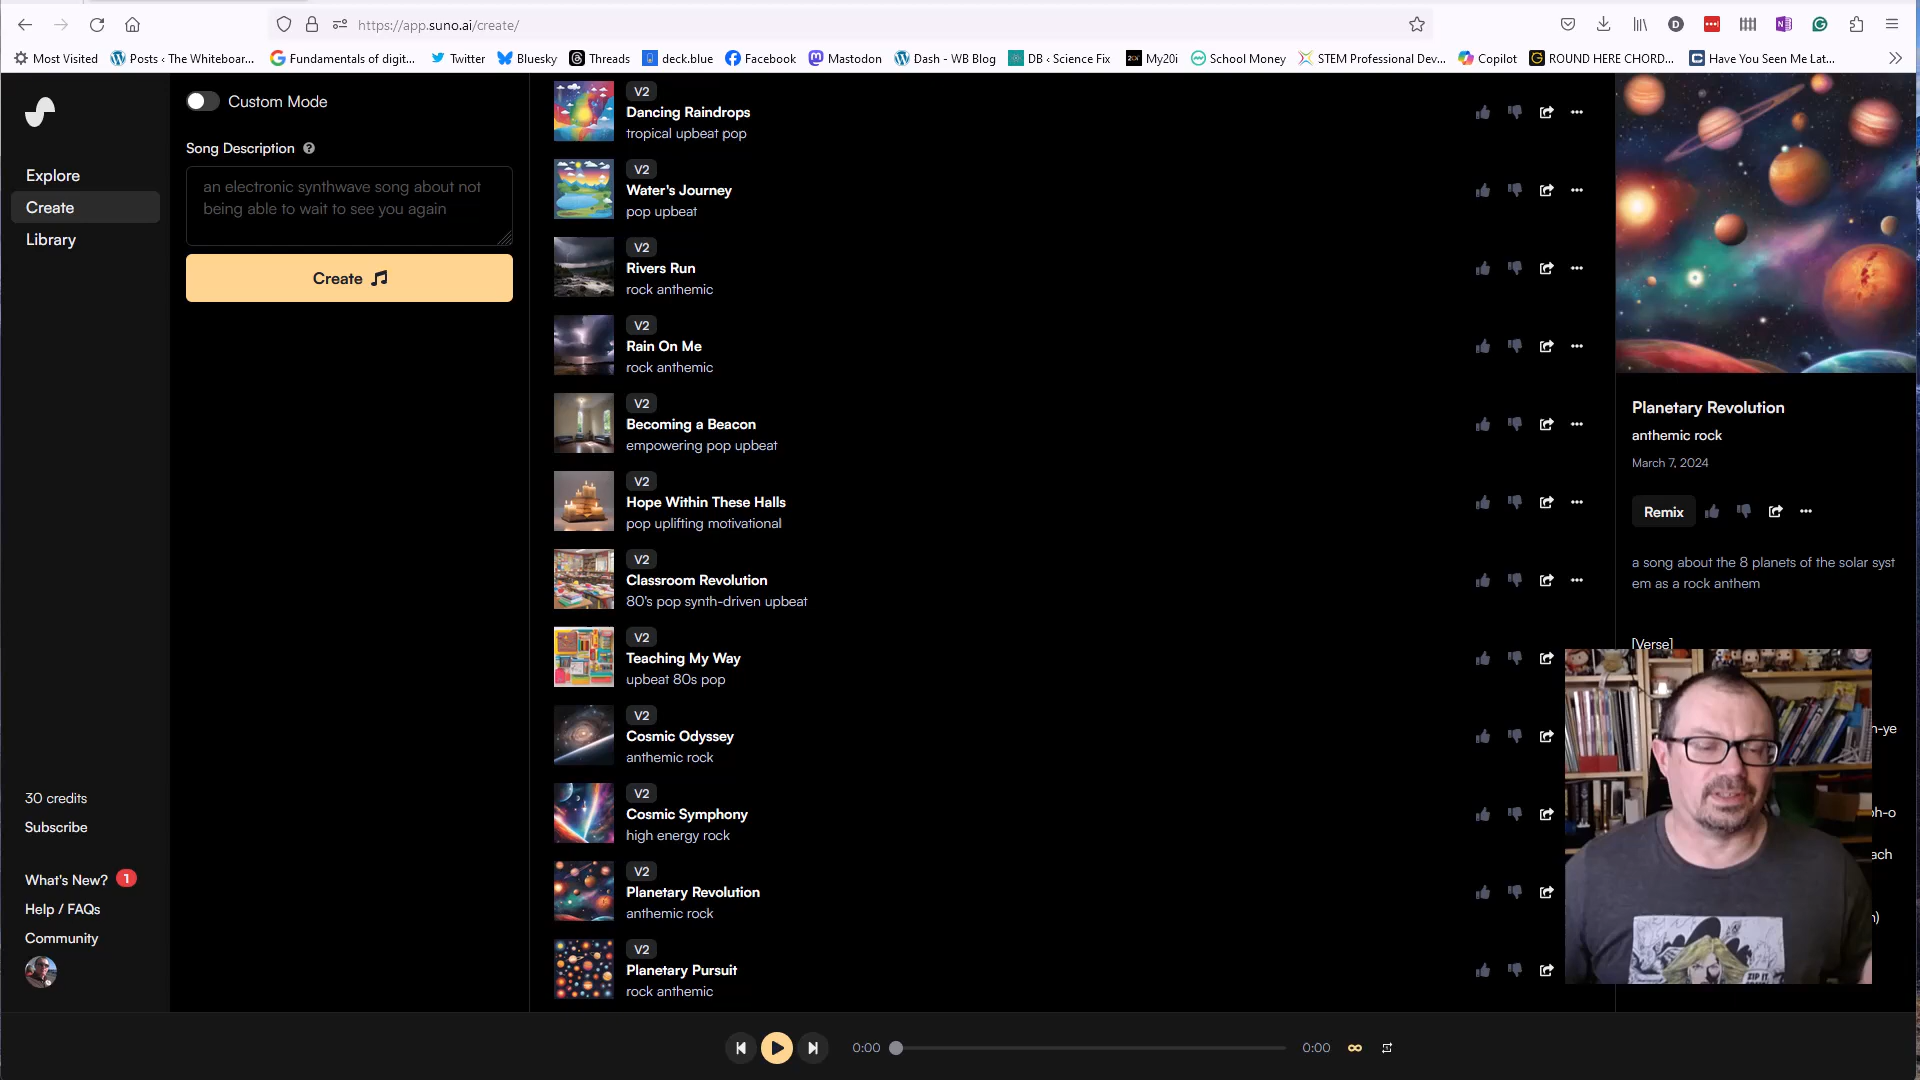 https://app.suno.ai/create/
Most Visited
Posts ‹ The Whiteboar...
Fundamentals of digit...
Twitter
Bluesky
Threads
deck.blue
Facebook
Mastodon
Dash - WB Blog
DB ‹ Science Fix
My20i
School Money
STEM Professional Dev...
Copilot
ROUND HERE CHORD...
Have You Seen Me Lat...
Explore
Create
Library
30 credits
Subscribe
What's New? 1
Help / FAQs
Community
Custom Mode
Song Description
an electronic synthwave song about not
being able to wait to see you again
Create
V2
Dancing Raindrops
tropical upbeat pop
V2
Water's Journey
pop upbeat
V2
Rivers Run
rock anthemic
V2
Rain On Me
rock anthemic
V2
Becoming a Beacon
empowering pop upbeat
V2
Hope Within These Halls
pop uplifting motivational
V2
Classroom Revolution
80's pop synth-driven upbeat
V2
Teaching My Way
upbeat 80s pop
V2
Cosmic Odyssey
anthemic rock
V2
Cosmic Symphony
high energy rock
V2
Planetary Revolution
anthemic rock
V2
Planetary Pursuit
rock anthemic
Planetary Revolution
anthemic rock
March 7, 2024
Remix
a song about the 8 planets of the solar syst
em as a rock anthem
[Verse]
-ye
oh-o
ach
ZIP IT,
0:00
0:00